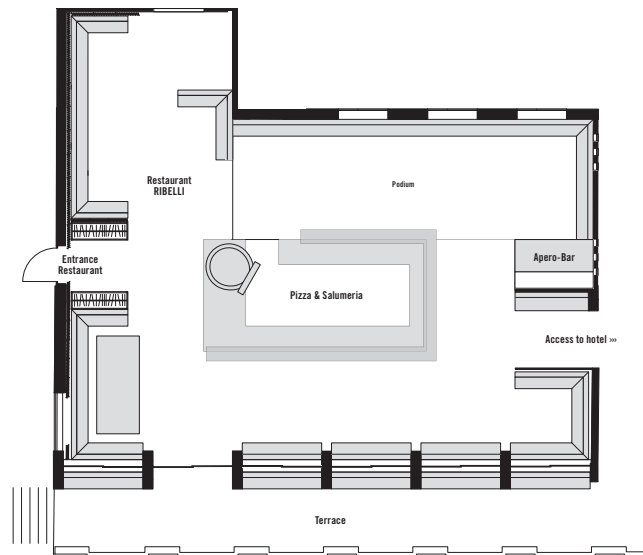 Restaurant
RIBELLI
Podium
Entrance
Restaurant
Apero-Bar
Pizza & Salumeria
Access to hotel »»
Terrace